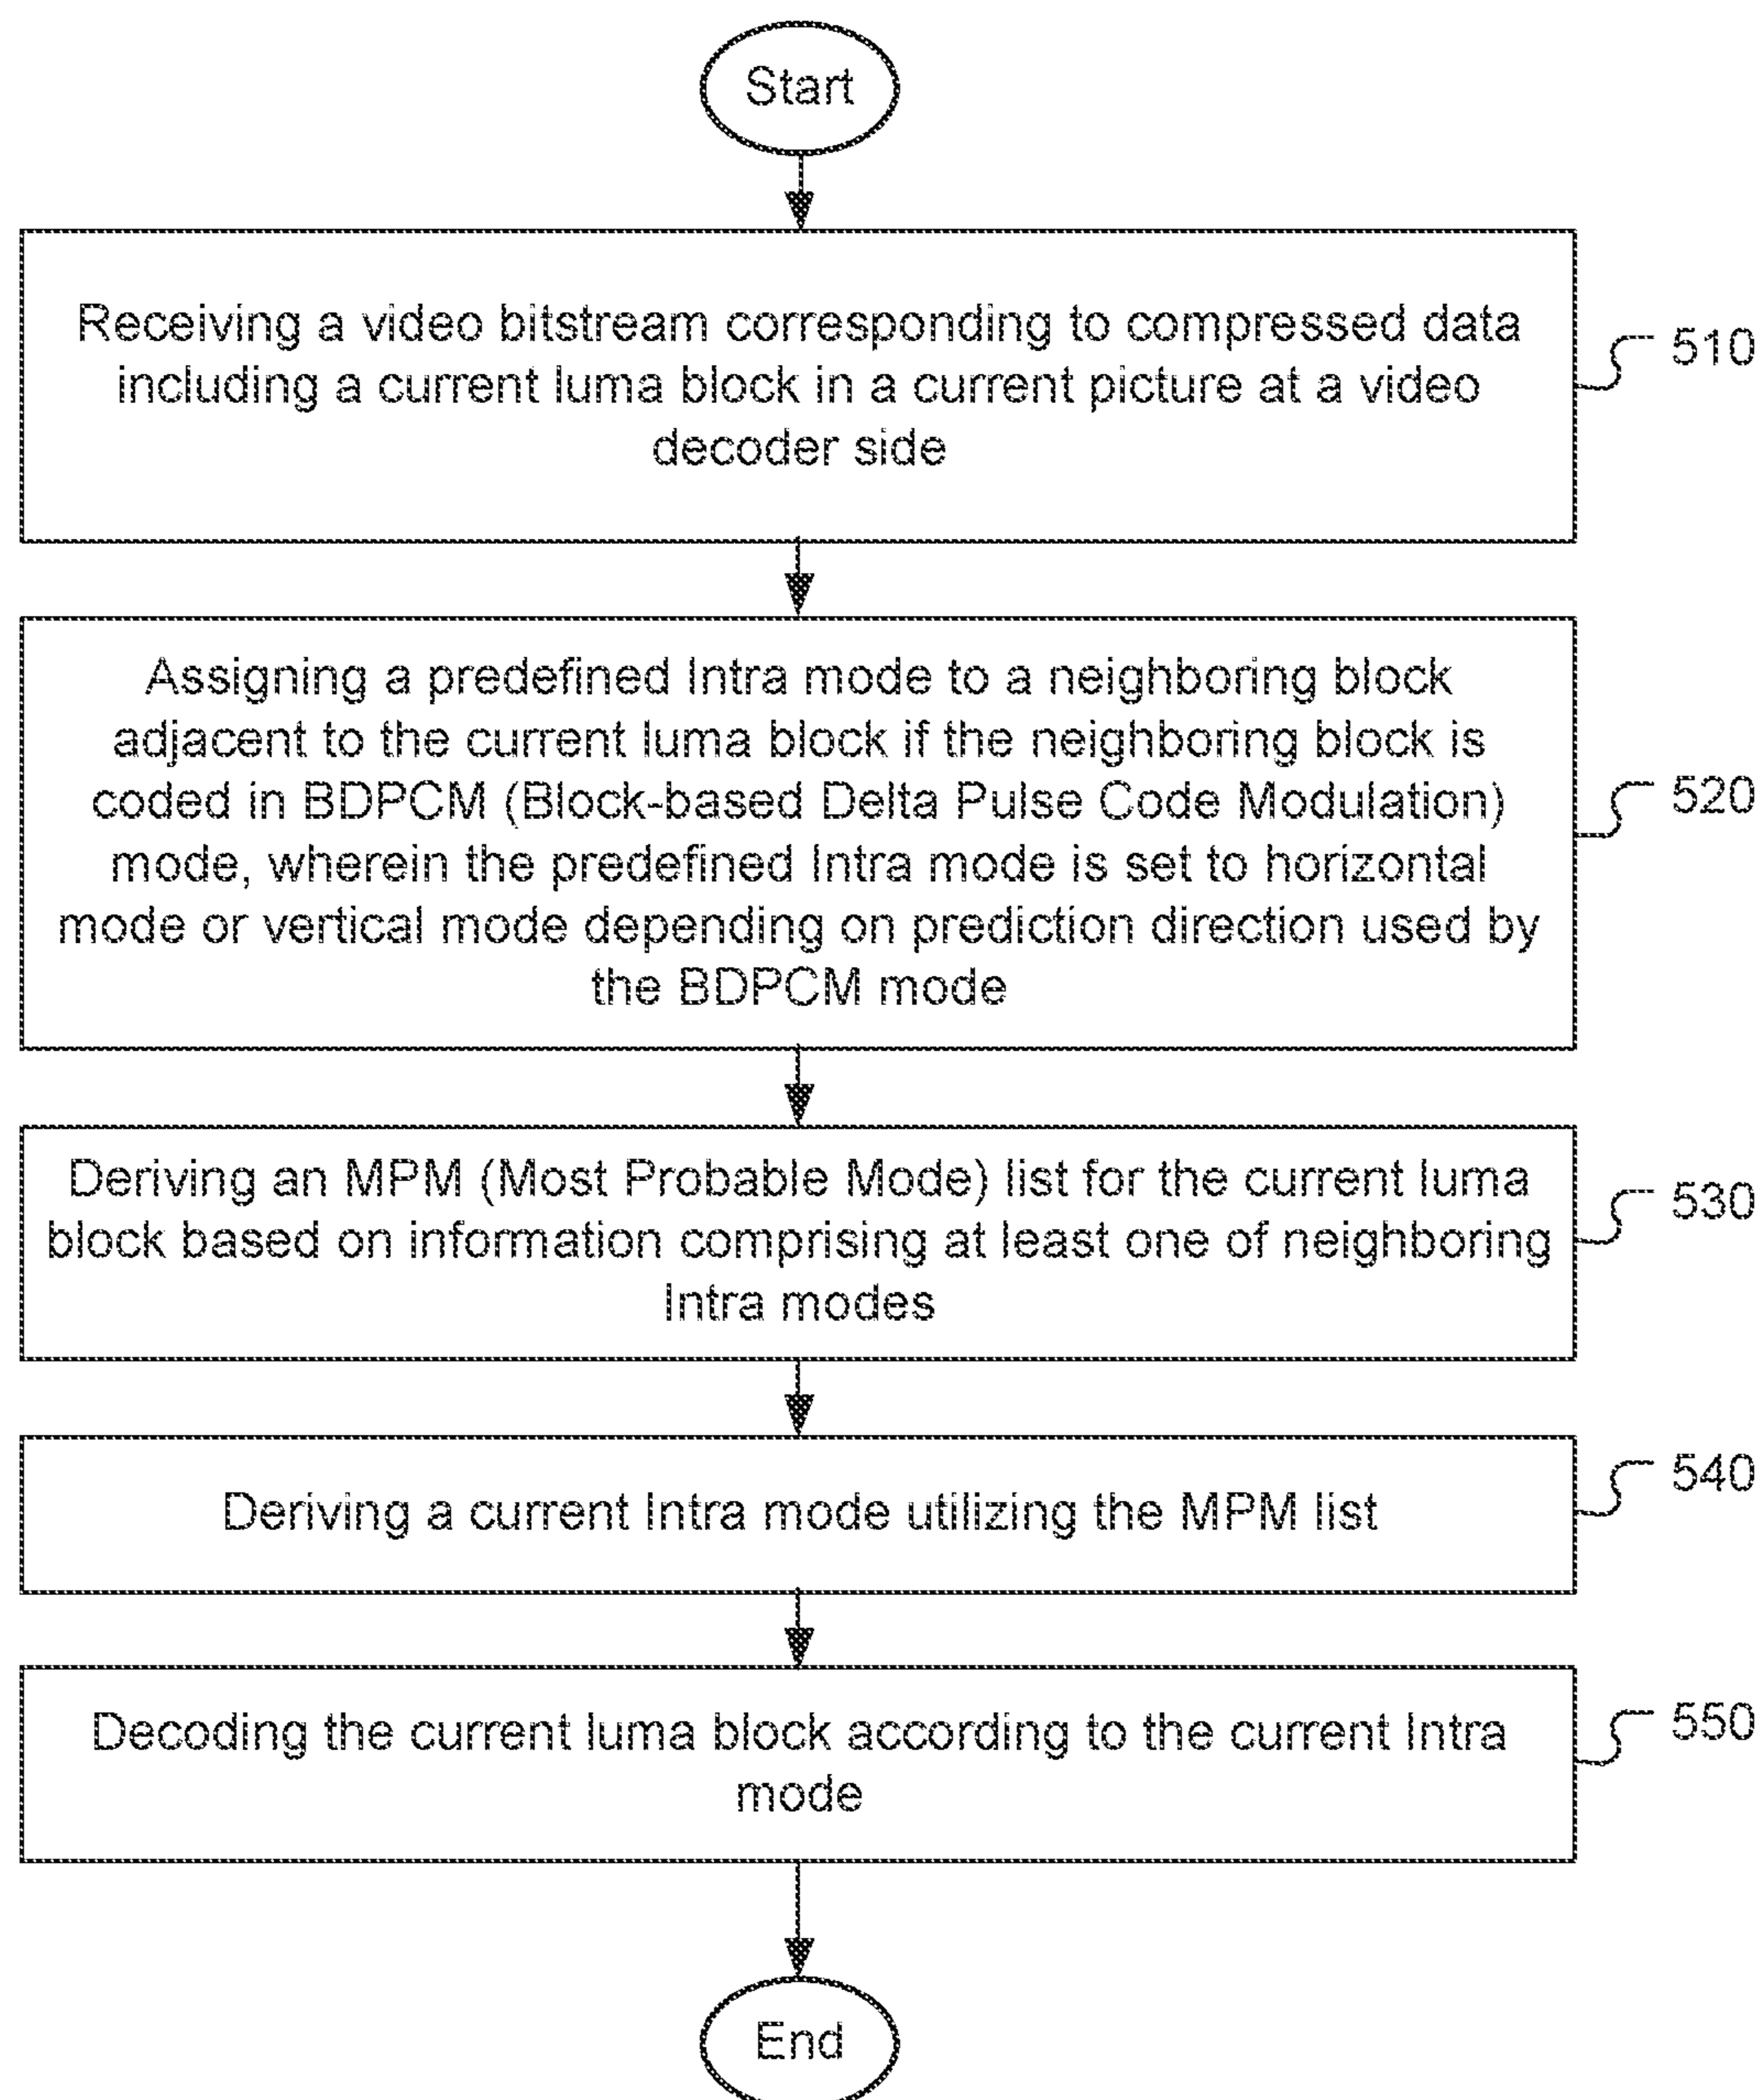 Start
Receiving a video bitstream corresponding to compressed data
including a current luma block in a current picture at a video
decoder side
510
Assigning a predefined Intra mode to a neighboring block
adjacent to the current luma block if the neighboring block is
coded in BDPCM (Block-based Delta Pulse Code Modulation)
mode, wherein the predefined Intra mode is set to horizontal
mode or vertical mode depending on prediction direction used by
the BDPCM mode
520
Deriving an MPM (Most Probable Mode) list for the current luma
block based on information comprising at least one of neighboring
Intra modes
530
Deriving a current Intra mode utilizing the MPM list
540
Decoding the current luma block according to the current Intra
mode
550
End